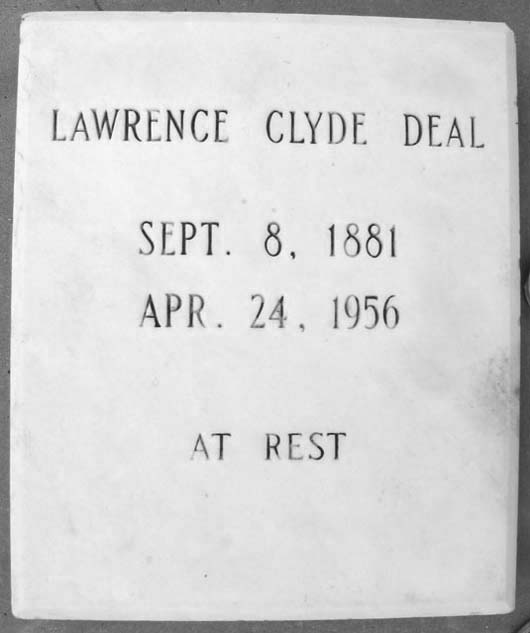 LAWRENCE CLYDE DEAL
SEPT. 8, 1881
APR. 24, 1956
AT REST